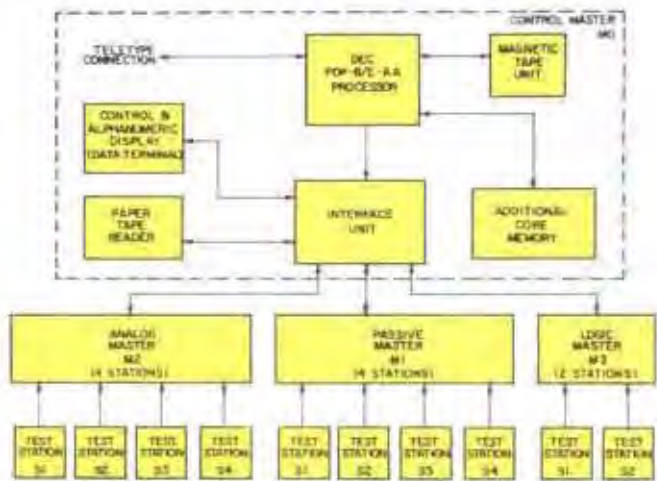 CONTROL MASTER
M0
TELETYPE
CONNECTION
DEC
PDP-8/E-AA
PROCESSOR
MAGNETIC
TAPE
UNIT
CONTROL &
ALPHANUMERIC
DISPLAY
(DATA TERMINAL)
PAPER
TAPE
READER
INTERFACE
UNIT
ADDITIONAL
CORE
MEMORY
ANALOG
MASTER
M2
(4 STATIONS)
PASSIVE
MASTER
M1
(4 STATIONS)
LOGIC
MASTER
M3
(2 STATIONS)
TEST
STATION
S1
TEST
STATION
S2
TEST
STATION
S3
TEST
STATION
S4
TEST
STATION
S1
TEST
STATION
S2
TEST
STATION
S3
TEST
STATION
S4
TEST
STATION
S1
TEST
STATION
S2